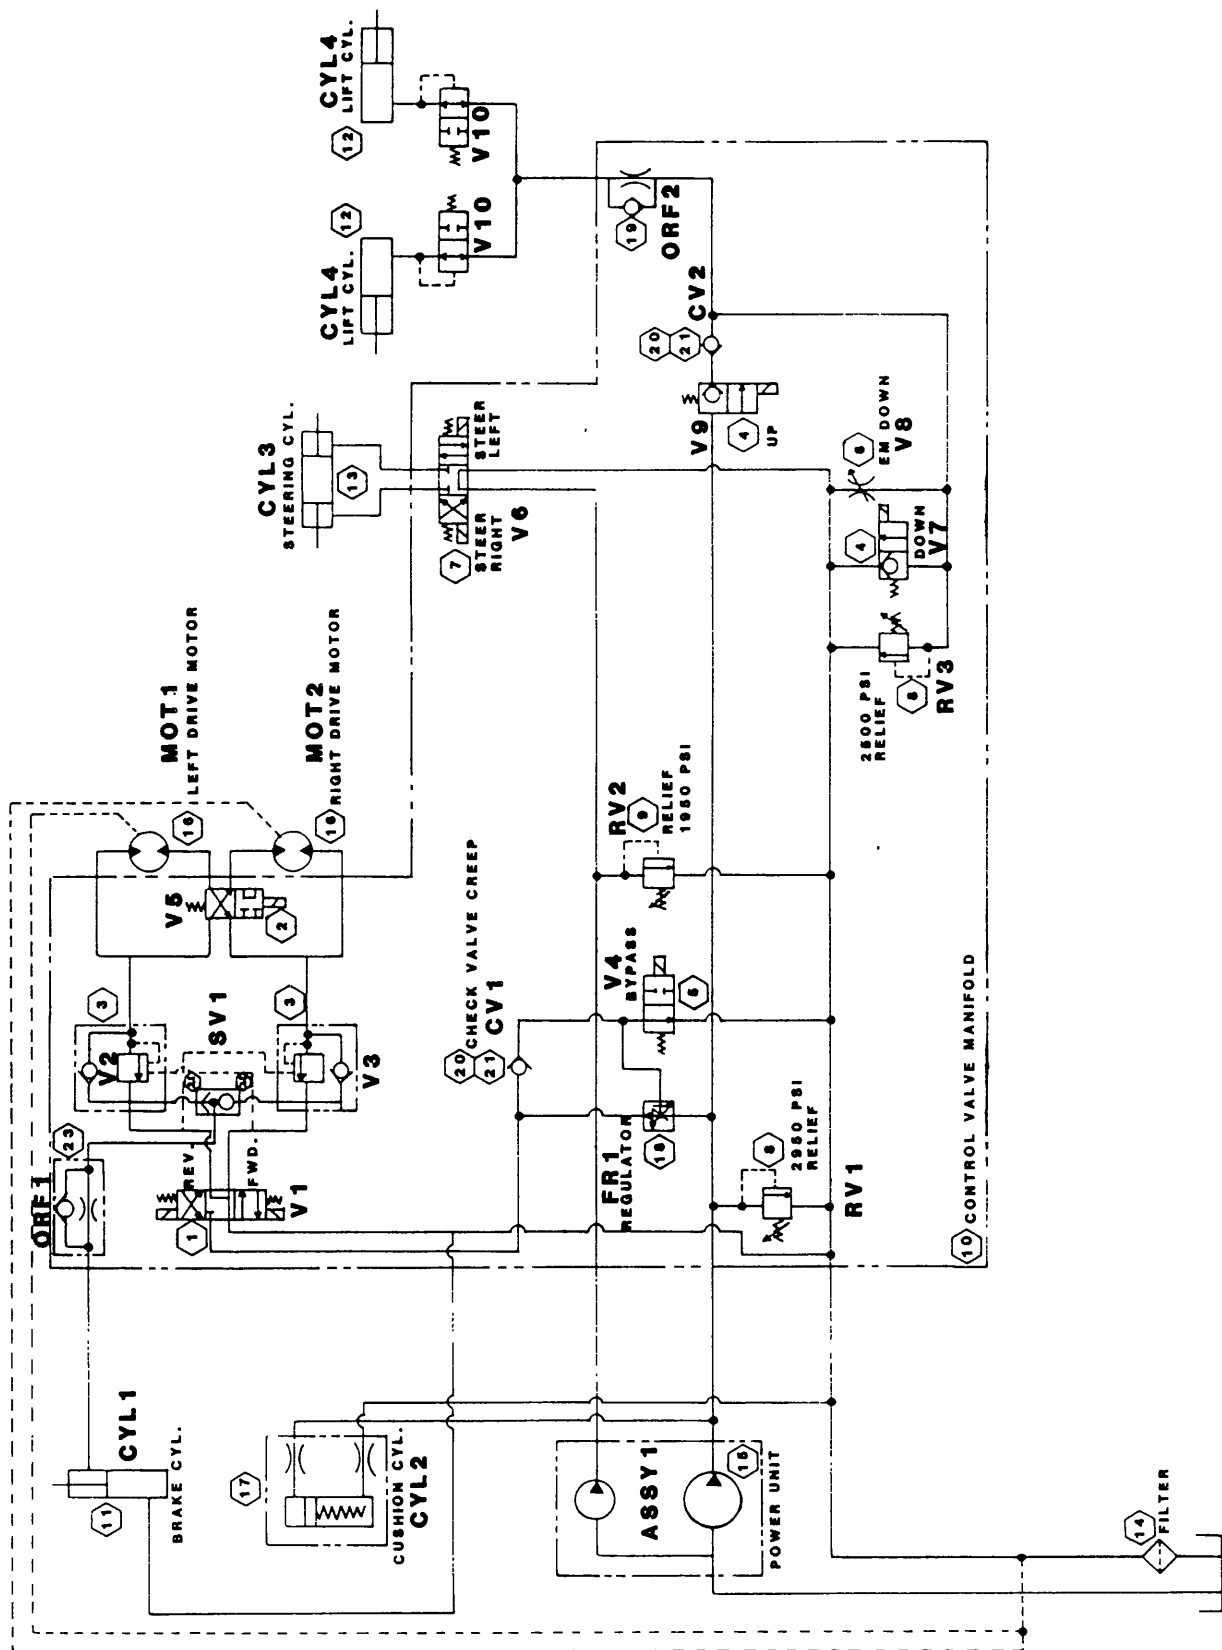 CYL4
LIFT CYL.
12
V10
CYL4
LIFT CYL.
12
V10
19
ORF2
CV2
20
21
V9
4
UP
CYL3
STEERING CYL.
13
STEER
LEFT
STEER
RIGHT
7
V6
6
EM DOWN
V8
4
DOWN
V7
8
RV3
2500 PSI
RELIEF
MOT1
LEFT DRIVE MOTOR
16
MOT2
RIGHT DRIVE MOTOR
16
V5
2
RV2
9
RELIEF
1950 PSI
CHECK VALVE CREEP
CV1
20
21
V4
BYPASS
5
3
V2
SV1
3
V3
23
ORF1
REV.
FWD.
V1
1
FR1
REGULATOR
18
8
2950 PSI
RELIEF
RV1
10
CONTROL VALVE MANIFOLD
CYL1
BRAKE CYL.
11
17
CUSHION CYL.
CYL2
ASSY1
15
POWER UNIT
14
FILTER